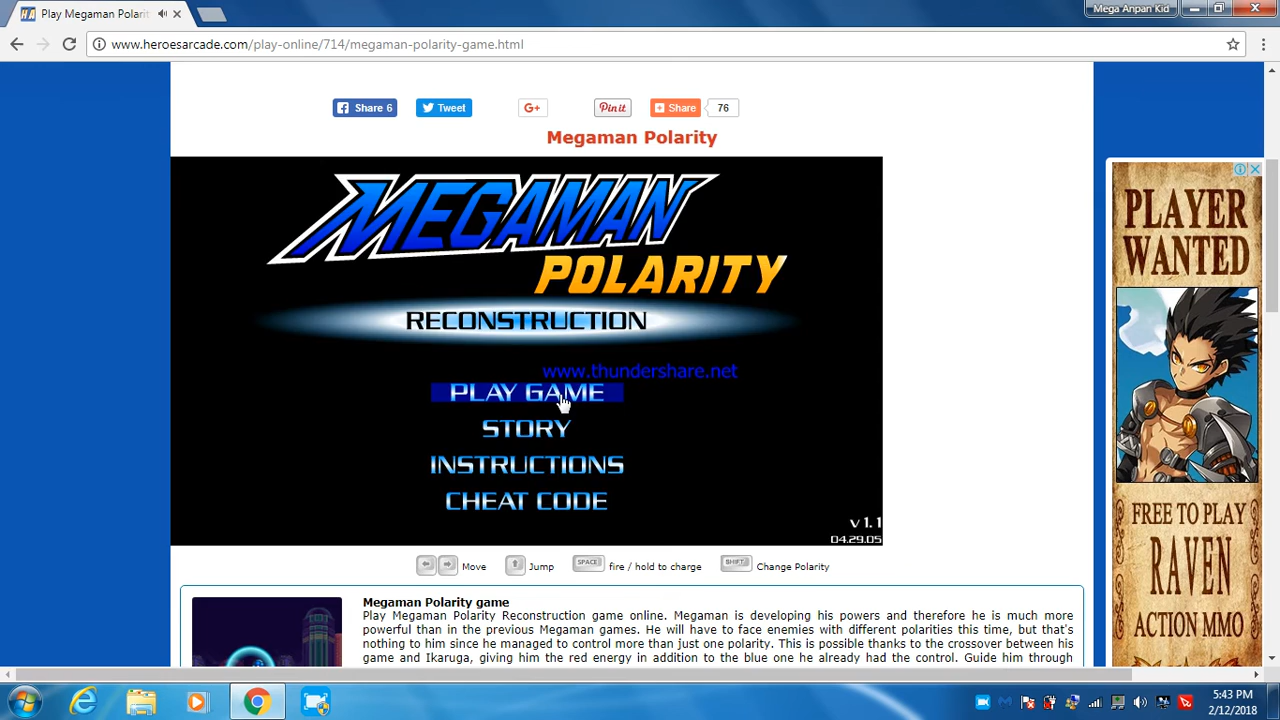 Play Megaman Polarit
Mega Anpan Kid
www.heroesarcade.com/play-online/714/megaman-polarity-game.html
Share 6
Tweet
G+
Pin it
Share
76
Megaman Polarity
MEGAMAN
POLARITY
RECONSTRUCTION
www.thundershare.net
PLAY GAME
STORY
INSTRUCTIONS
CHEAT CODE
v 1.1
04.29.05
Move
Jump
SPACE
fire / hold to charge
SHIFT
Change Polarity
Megaman Polarity game
Play Megaman Polarity Reconstruction game online. Megaman is developing his powers and therefore he is much more
powerful than in the previous Megaman games. He will have to face enemies with different polarities this time, but that's
nothing to him since he managed to control more than just one polarity. This is possible thanks to the crossover between his
game and Ikaruga, giving him the red energy in addition to the blue one he already had the control. Guide him through
PLAYER
WANTED
FREE TO PLAY
RAVEN
ACTION MMO
5:43 PM
2/12/2018